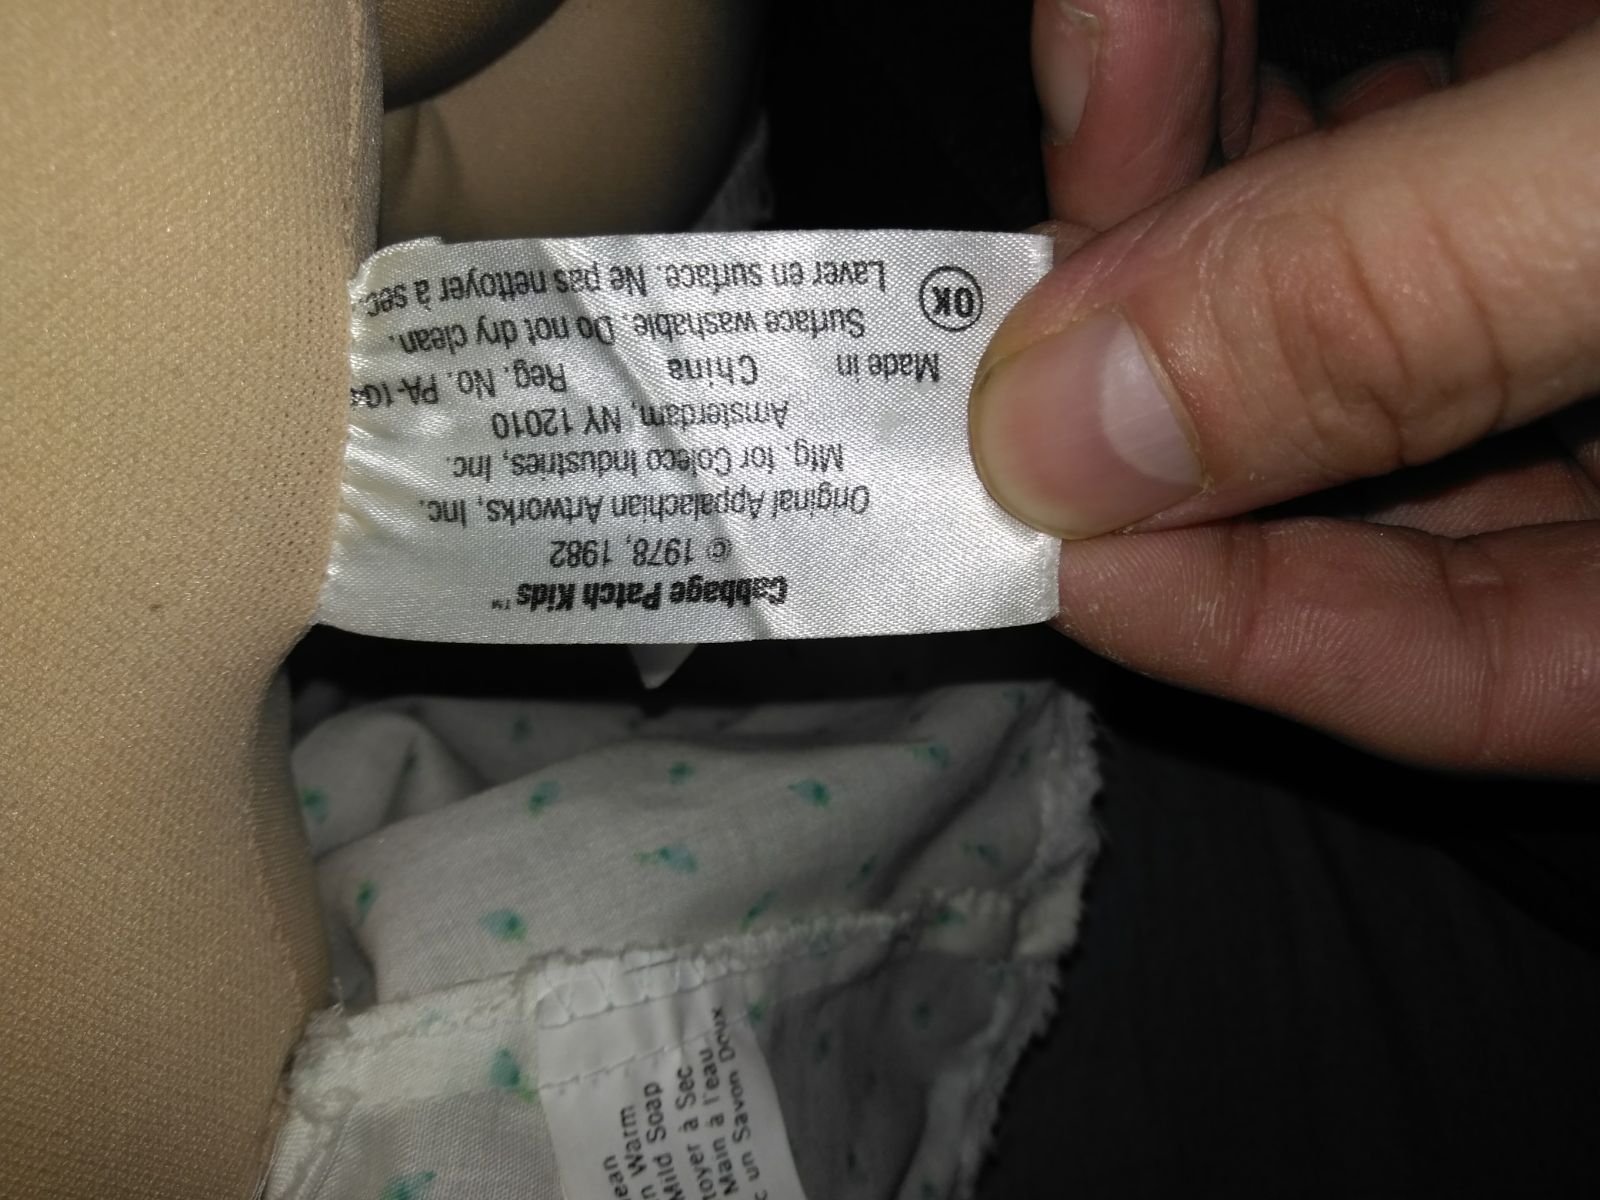 Cabbage Patch Kids™
© 1978, 1982
Original Appalachian Artworks, Inc.
Mfg. for Coleco Industries, Inc.
Amsterdam, NY 12010
Made in China Reg. No. PA-
Surface washable. Do not dry clean.
Laver en surface. Ne pas nettoyer à sec
OK
Warm
Mild Soap
à Sec
Main à l'eau
un Savon Doux